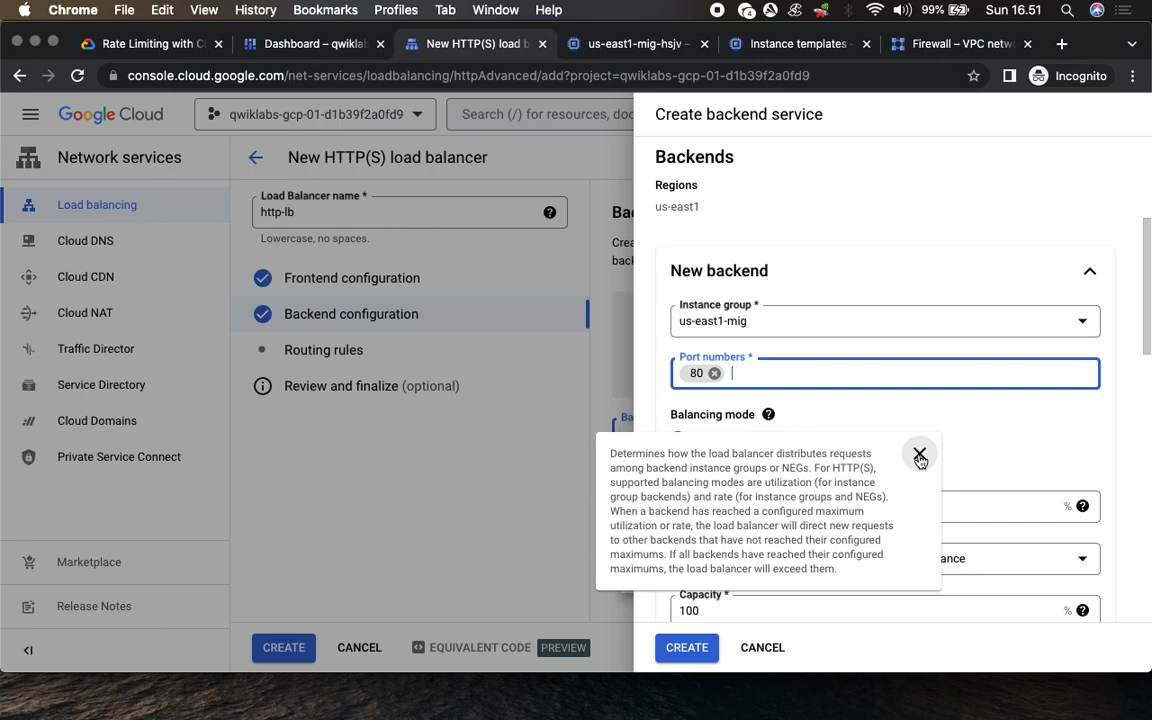 Chrome File Edit View History Bookmarks Profiles Tab Window Help 99% Sun 16.51
Rate Limiting with C Dashboard – qwikla New HTTP(S) load b us-east1-mig-hsjv - Instance templates - Firewall – VPC netw
console.cloud.google.com/net-services/loadbalancing/httpAdvanced/add?project=qwiklabs-gcp-01-d1b39f2a0fd9 Incognito
Google Cloud qwiklabs-gcp-01-d1b39f2a0fd9 Search (/) for resources, doc
Network services
Load balancing
Cloud DNS
Cloud CDN
Cloud NAT
Traffic Director
Service Directory
Cloud Domains
Private Service Connect
Marketplace
Release Notes
New HTTP(S) load balancer
Load Balancer name *
http-lb
Lowercase, no spaces.
Frontend configuration
Backend configuration
Routing rules
Review and finalize (optional)
CREATE CANCEL EQUIVALENT CODE PREVIEW
Ba
Crea
back
Ba
Create backend service
Backends
Regions
us-east1
New backend
Instance group *
us-east1-mig
Port numbers *
80
Balancing mode
Determines how the load balancer distributes requests
among backend instance groups or NEGs. For HTTP(S),
supported balancing modes are utilization (for instance
group backends) and rate (for instance groups and NEGs).
When a backend has reached a configured maximum
utilization or rate, the load balancer will direct new requests
to other backends that have not reached their configured
maximums. If all backends have reached their configured
maximums, the load balancer will exceed them.
%
ance
Capacity *
100 %
CREATE CANCEL